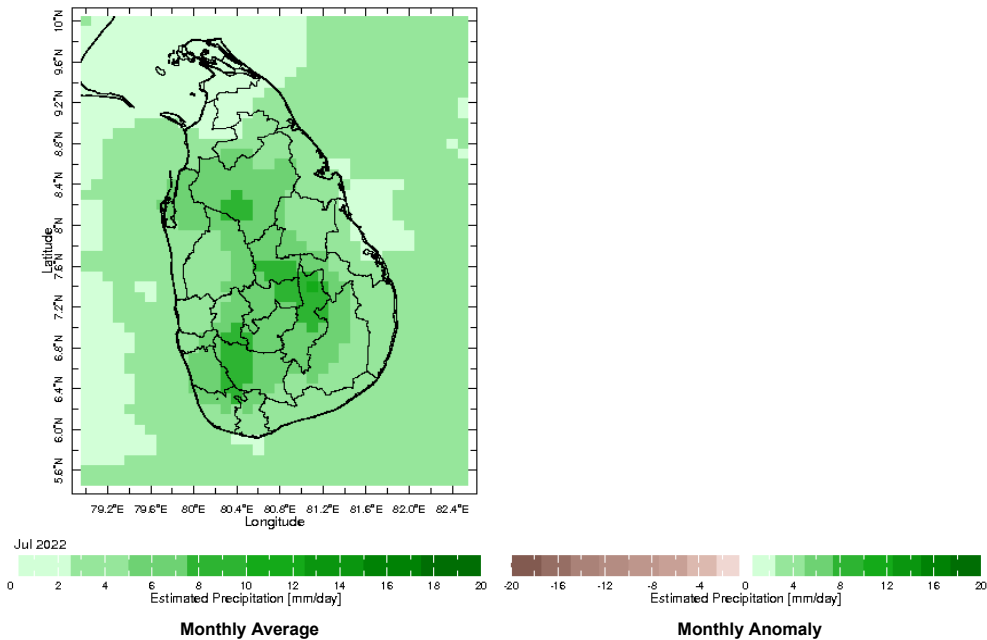 10°N
9.6°N
9.2°N
8.8°N
8.4°N
8°N
7.6°N
7.2°N
6.8°N
6.4°N
6.0°N
5.6°N
Latitude
79.2°E 79.6°E 80°E 80.4°E 80.8°E 81.2°E 81.6°E 82.0°E 82.4°E
Longitude
Jul 2022
0 2 4 6 8 10 12 14 16 20
Estimated Precipitation [mm/day]
Monthly Average
-20 -16 -8 -4 4 8 12 16 20
Estimated Precipitation [mm/day]
Monthly Anomaly